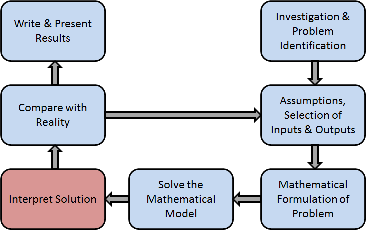 Write & Present
Results
Investigation &
Problem
Identification
Compare with
Reality
Assumptions,
Selection of
Inputs & Outputs
Interpret Solution
Solve the
Mathematical
Model
Mathematical
Formulation of
Problem